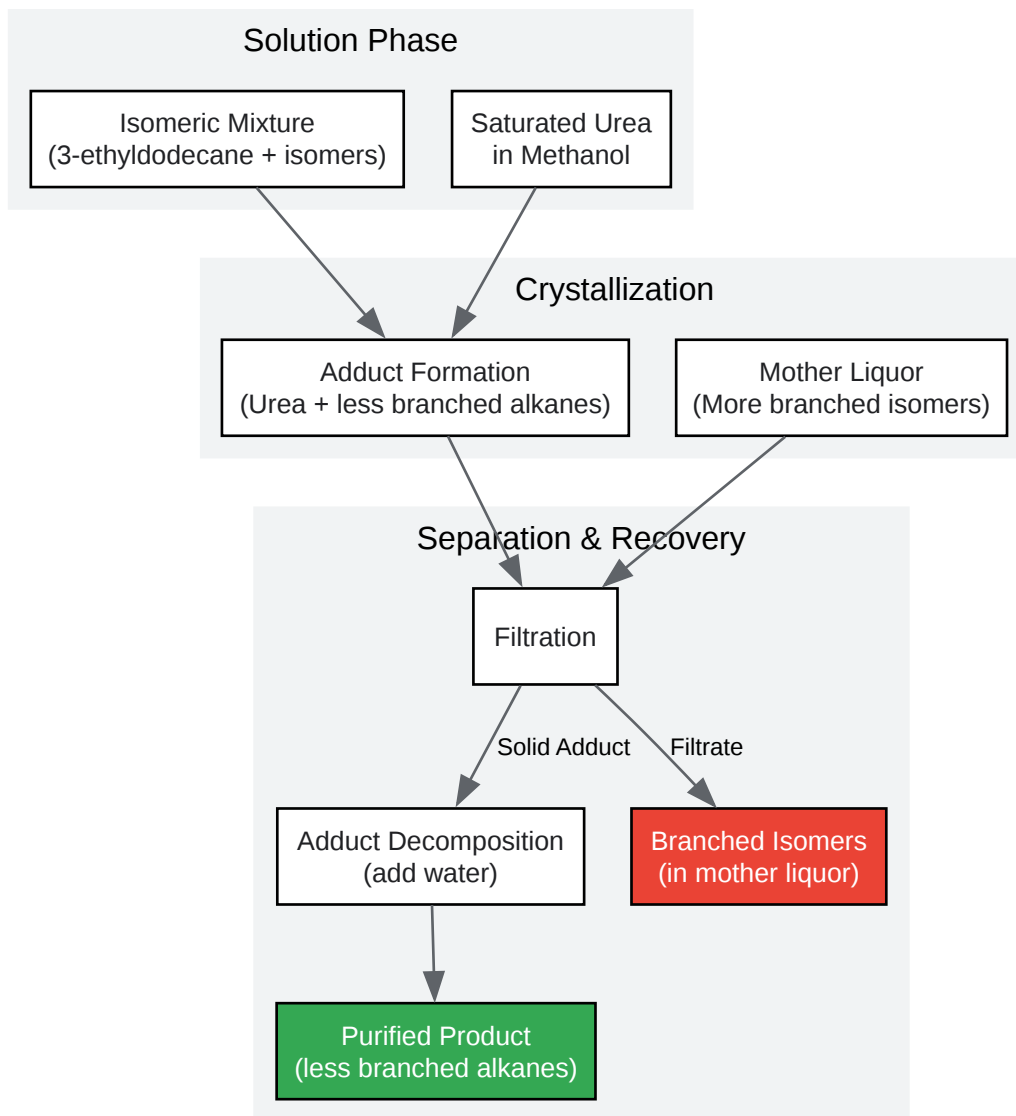 Solution Phase
Isomeric Mixture
(3-ethyldodecane + isomers)
Saturated Urea
in Methanol
Crystallization
Adduct Formation
(Urea + less branched alkanes)
Mother Liquor
(More branched isomers)
Separation & Recovery
Filtration
Solid Adduct
Filtrate
Adduct Decomposition
(add water)
Branched Isomers
(in mother liquor)
Purified Product
(less branched alkanes)